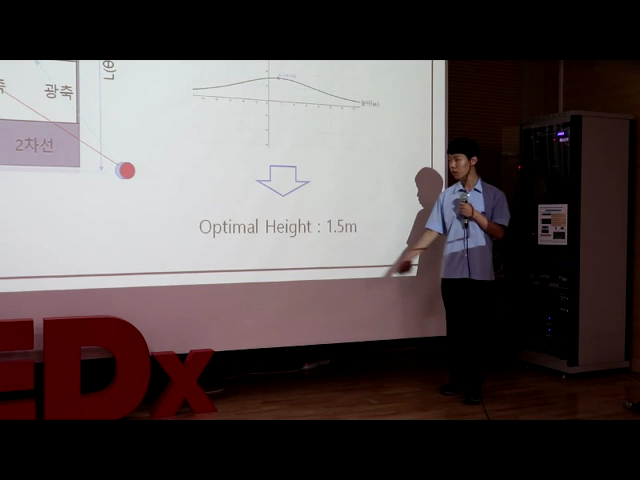 광축
2차선
Optimal Height : 1.5m
EDx